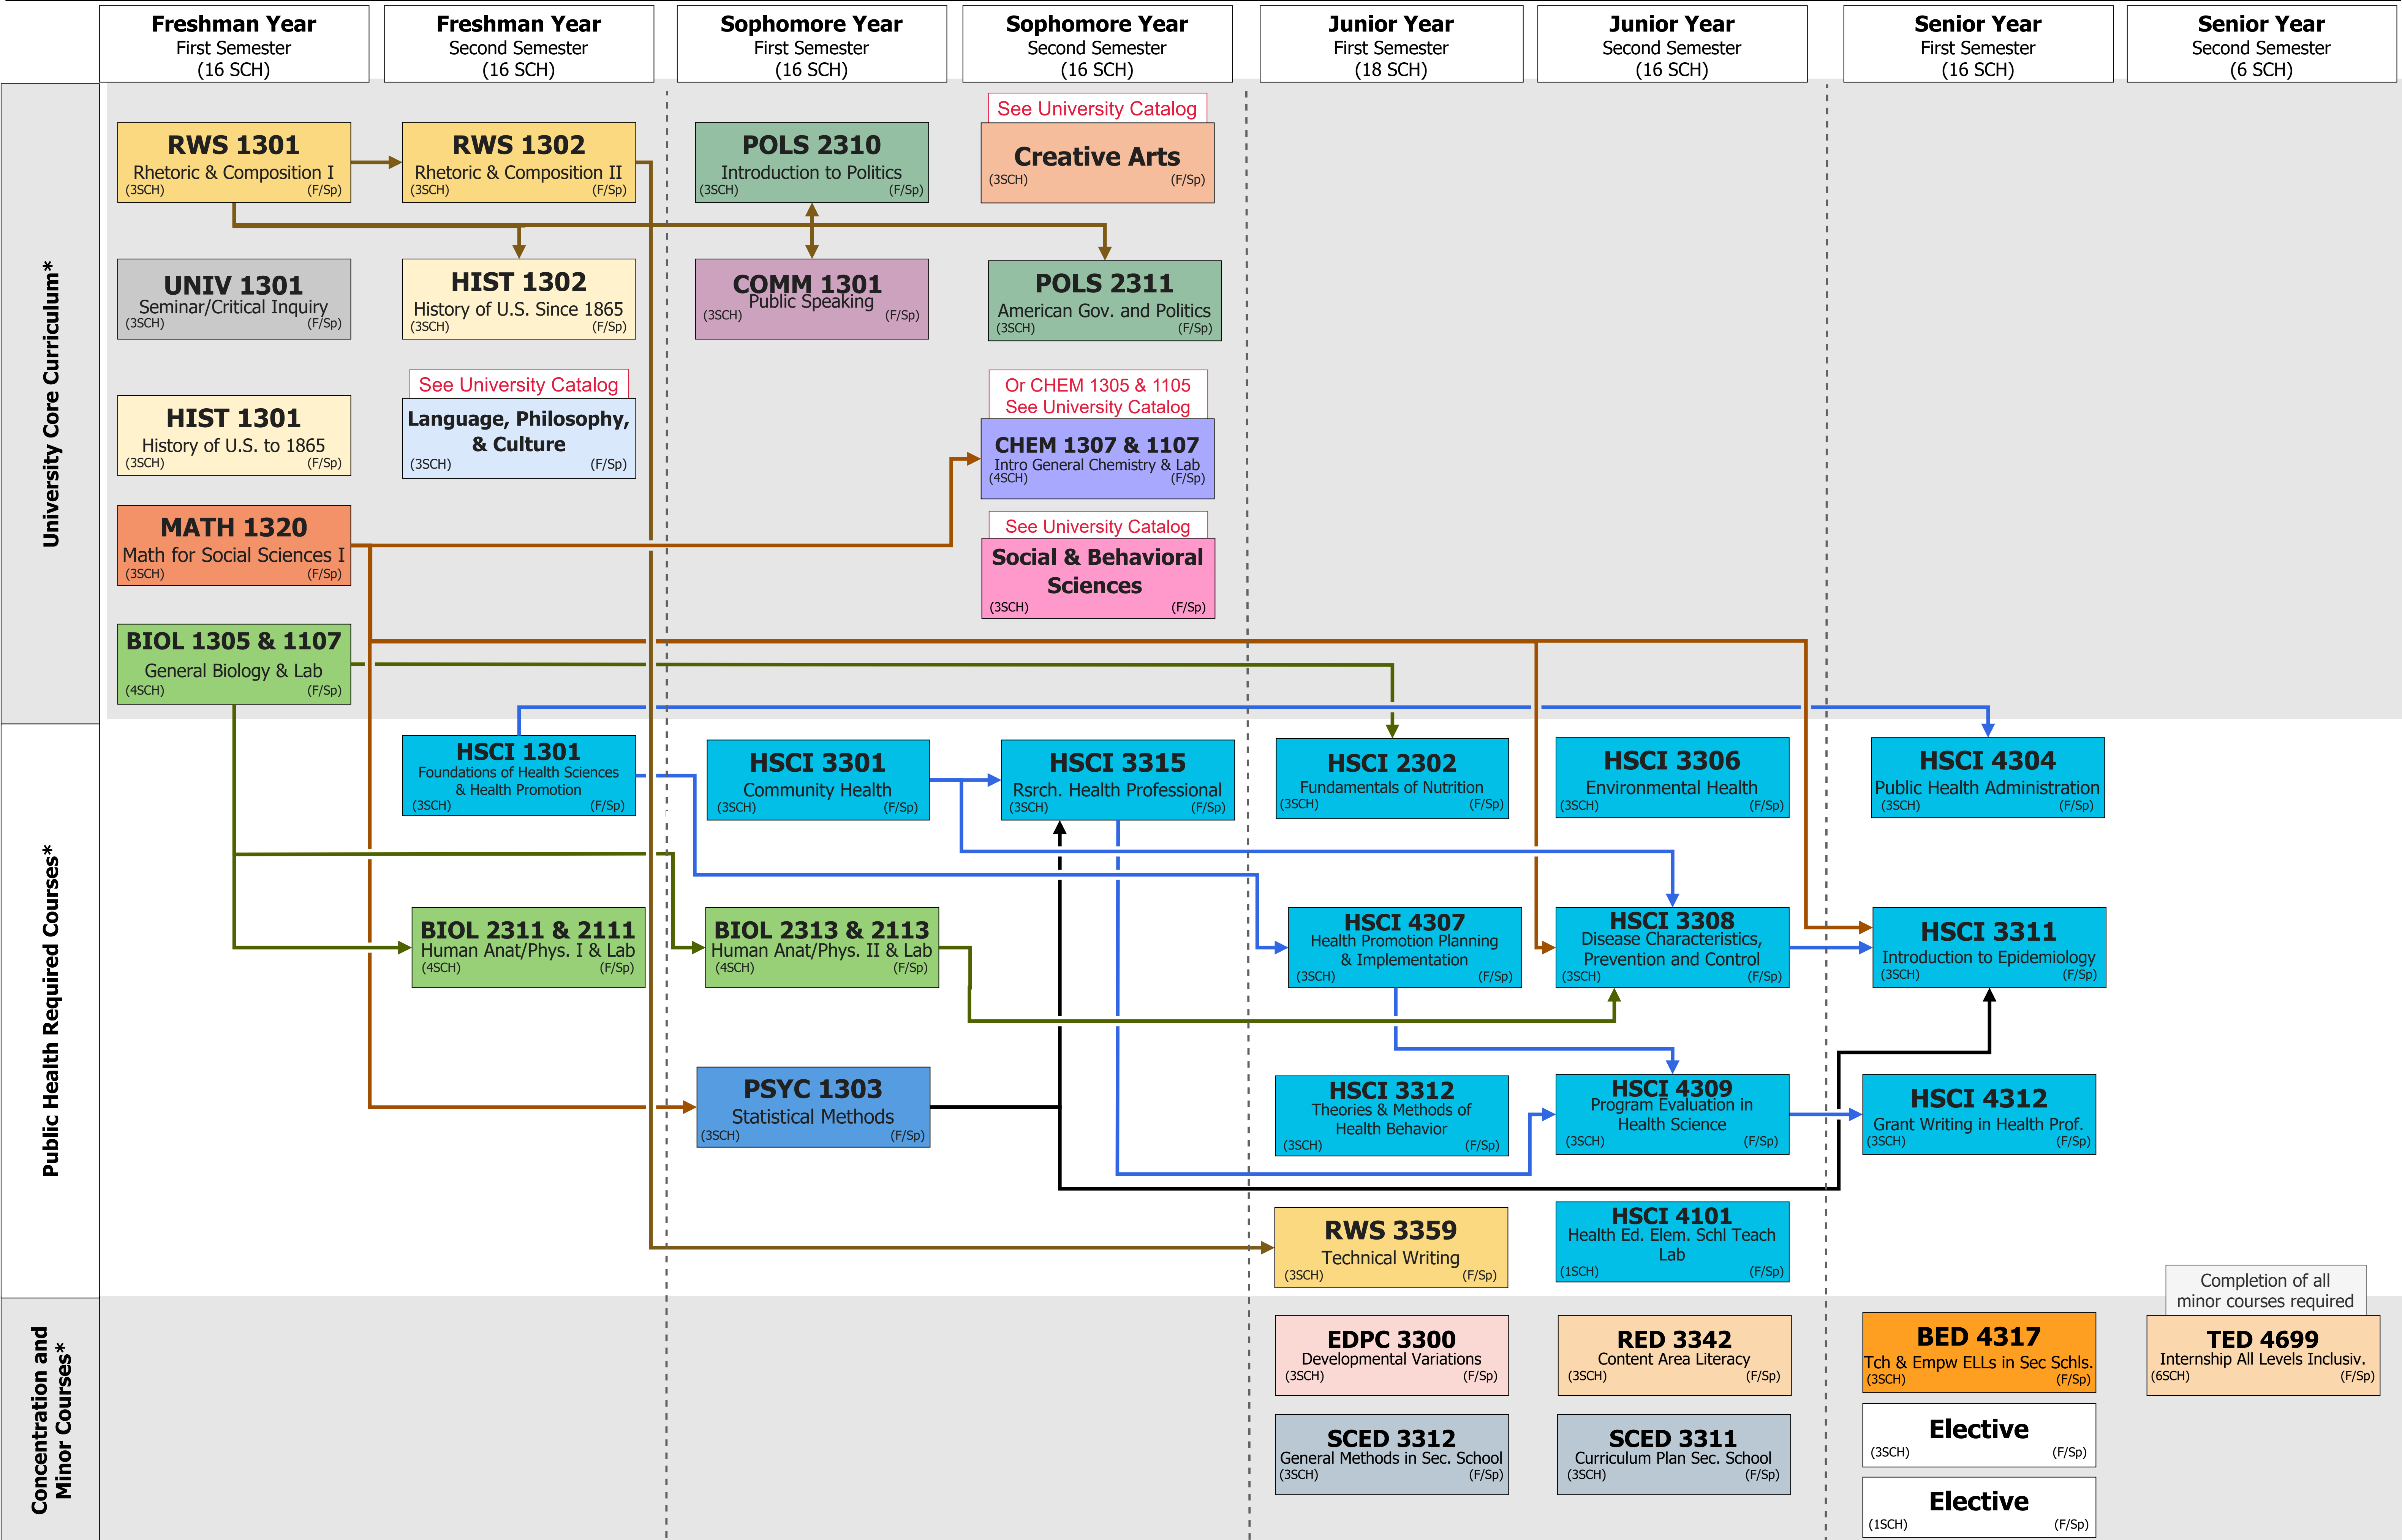 Freshman Year
First Semester
(16 SCH)
Freshman Year
Second Semester
(16 SCH)
Sophomore Year
First Semester
(16 SCH)
Sophomore Year
Second Semester
(16 SCH)
Junior Year
First Semester
(18 SCH)
Junior Year
Second Semester
(16 SCH)
Senior Year
First Semester
(16 SCH)
Senior Year
Second Semester
(6 SCH)
University Core Curriculum*
RWS 1301
Rhetoric & Composition I
(3SCH) (F/Sp)
RWS 1302
Rhetoric & Composition II
(3SCH) (F/Sp)
POLS 2310
Introduction to Politics
(3SCH) (F/Sp)
See University Catalog
Creative Arts
(3SCH) (F/Sp)
UNIV 1301
Seminar/Critical Inquiry
(3SCH) (F/Sp)
HIST 1302
History of U.S. Since 1865
(3SCH) (F/Sp)
COMM 1301
Public Speaking
(3SCH) (F/Sp)
POLS 2311
American Gov. and Politics
(3SCH) (F/Sp)
HIST 1301
History of U.S. to 1865
(3SCH) (F/Sp)
See University Catalog
Language, Philosophy,
& Culture
(3SCH) (F/Sp)
Or CHEM 1305 & 1105
See University Catalog
CHEM 1307 & 1107
Intro General Chemistry & Lab
(4SCH) (F/Sp)
MATH 1320
Math for Social Sciences I
(3SCH) (F/Sp)
See University Catalog
Social & Behavioral
Sciences
(3SCH) (F/Sp)
BIOL 1305 & 1107
General Biology & Lab
(4SCH) (F/Sp)
Public Health Required Courses*
HSCI 1301
Foundations of Health Sciences
& Health Promotion
(3SCH) (F/Sp)
HSCI 3301
Community Health
(3SCH) (F/Sp)
HSCI 3315
Rsrch. Health Professional
(3SCH) (F/Sp)
HSCI 2302
Fundamentals of Nutrition
(3SCH) (F/Sp)
HSCI 3306
Environmental Health
(3SCH) (F/Sp)
HSCI 4304
Public Health Administration
(3SCH) (F/Sp)
BIOL 2311 & 2111
Human Anat/Phys. I & Lab
(4SCH) (F/Sp)
BIOL 2313 & 2113
Human Anat/Phys. II & Lab
(4SCH) (F/Sp)
HSCI 4307
Health Promotion Planning
& Implementation
(3SCH) (F/Sp)
HSCI 3308
Disease Characteristics,
Prevention and Control
(3SCH) (F/Sp)
HSCI 3311
Introduction to Epidemiology
(3SCH) (F/Sp)
PSYC 1303
Statistical Methods
(3SCH) (F/Sp)
HSCI 3312
Theories & Methods of
Health Behavior
(3SCH) (F/Sp)
HSCI 4309
Program Evaluation in
Health Science
(3SCH) (F/Sp)
HSCI 4312
Grant Writing in Health Prof.
(3SCH) (F/Sp)
RWS 3359
Technical Writing
(3SCH) (F/Sp)
HSCI 4101
Health Ed. Elem. Schl Teach
Lab
(1SCH) (F/Sp)
Concentration and
Minor Courses*
EDPC 3300
Developmental Variations
(3SCH) (F/Sp)
RED 3342
Content Area Literacy
(3SCH) (F/Sp)
BED 4317
Tch & Empw ELLs in Sec Schls.
(3SCH) (F/Sp)
Completion of all
minor courses required
TED 4699
Internship All Levels Inclusiv.
(6SCH) (F/Sp)
SCED 3312
General Methods in Sec. School
(3SCH) (F/Sp)
SCED 3311
Curriculum Plan Sec. School
(3SCH) (F/Sp)
Elective
(3SCH) (F/Sp)
Elective
(1SCH) (F/Sp)